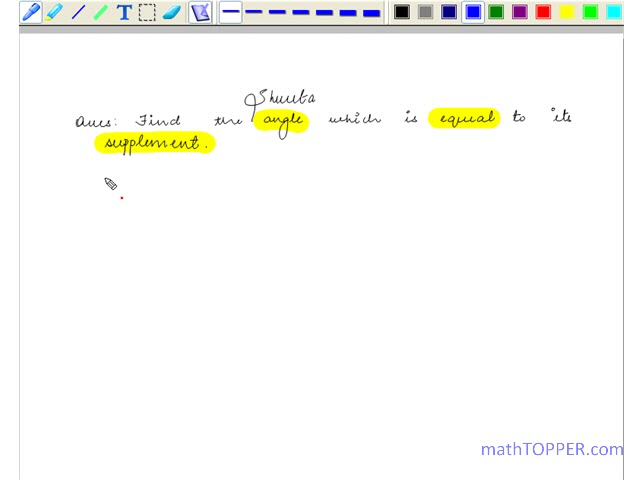 Shweta
Ques: Find the angle which is equal to its
supplement.
mathTOPPER.com